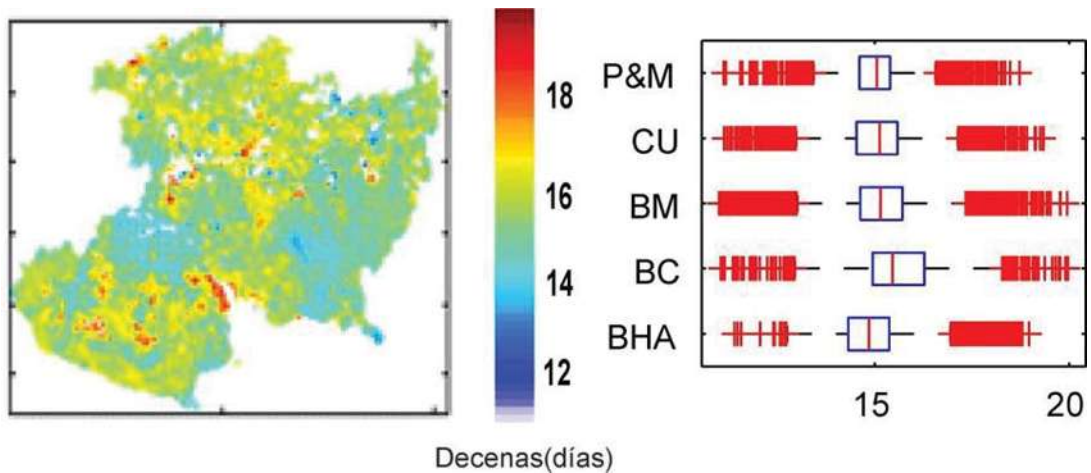 18
16
14
12
P&M
CU
BM
BC
BHA
15 20
Decenas(días)